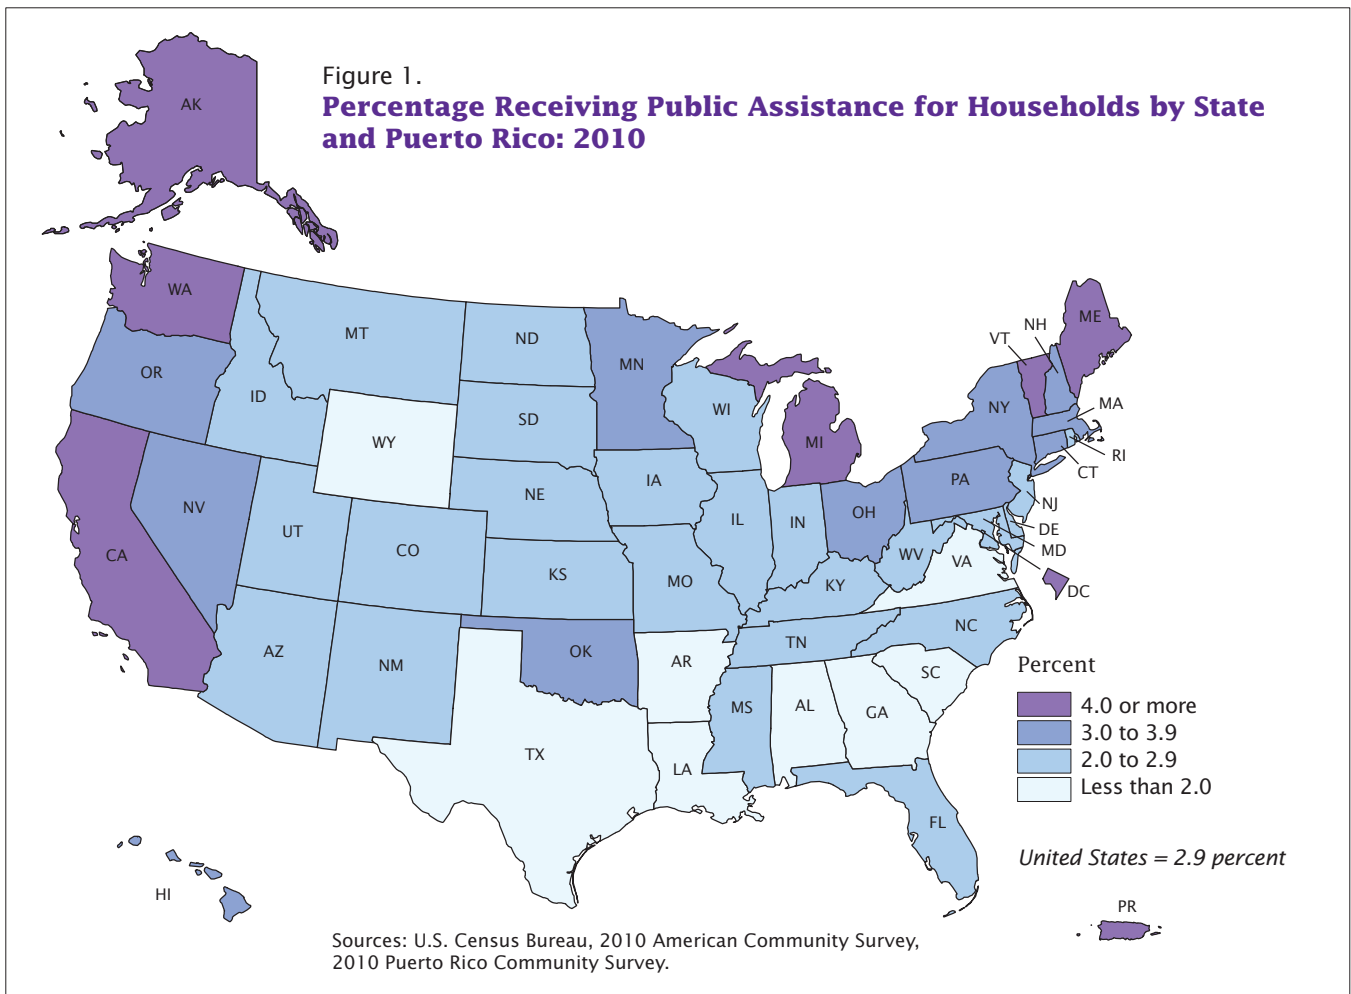 Figure 1.
Percentage Receiving Public Assistance for Households by State
and Puerto Rico: 2010
AK
WA
MT
ND
MN
OR
ID
SD
WI
WY
MI
NY
VT
NH
ME
MA
RI
CT
NV
UT
CO
NE
IA
IL
IN
OH
PA
NJ
DE
MD
DC
CA
KS
MO
KY
WV
VA
AZ
NM
OK
AR
TN
NC
SC
TX
LA
MS
AL
GA
FL
HI
PR
Percent
4.0 or more
3.0 to 3.9
2.0 to 2.9
Less than 2.0
United States = 2.9 percent
Sources: U.S. Census Bureau, 2010 American Community Survey,
2010 Puerto Rico Community Survey.